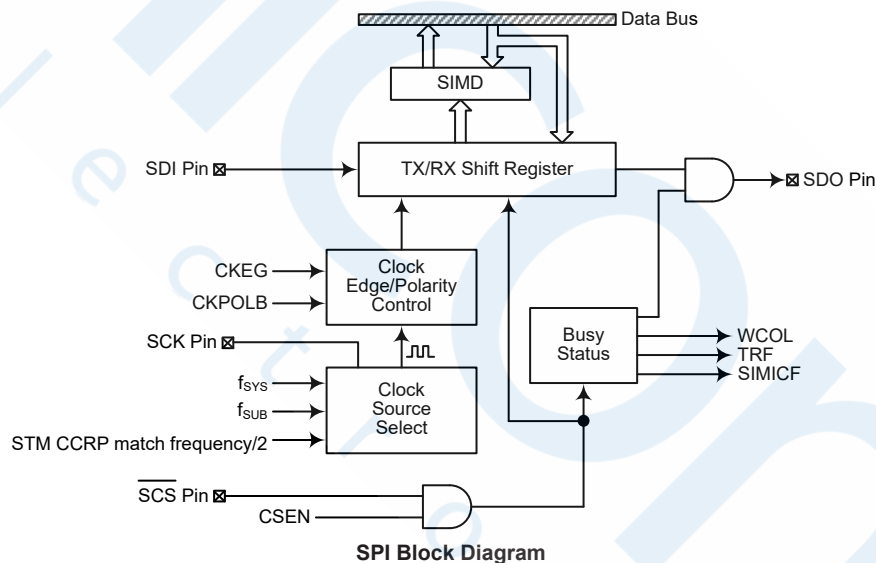 Data Bus
SIMD
SDI Pin
TX/RX Shift Register
SDO Pin
CKEG
CKPOLB
Clock
Edge/Polarity
Control
SCK Pin
Busy
Status
WCOL
TRF
SIMICF
fSYS
fSUB
STM CCRP match frequency/2
Clock
Source
Select
SCS Pin
CSEN
SPI Block Diagram